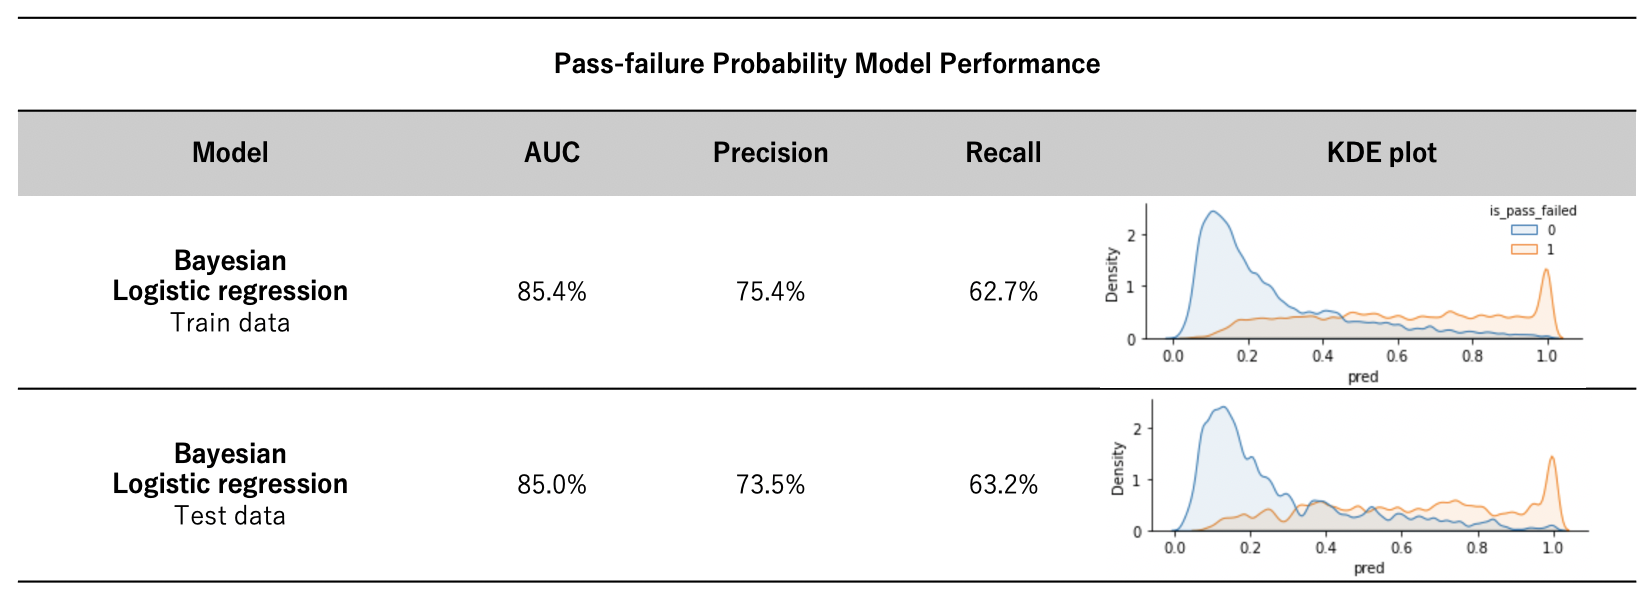 Pass-failure Probability Model Performance
Model AUC Precision Recall KDE plot
Bayesian
Logistic regression
Train data
85.4% 75.4% 62.7%
is_pass_failed
0
1
Density
2
1
0
0.0 0.2 0.4 0.6 0.8 1.0
pred
Bayesian
Logistic regression
Test data
85.0% 73.5% 63.2%
Density
2
1
0
0.0 0.2 0.4 0.6 0.8 1.0
pred